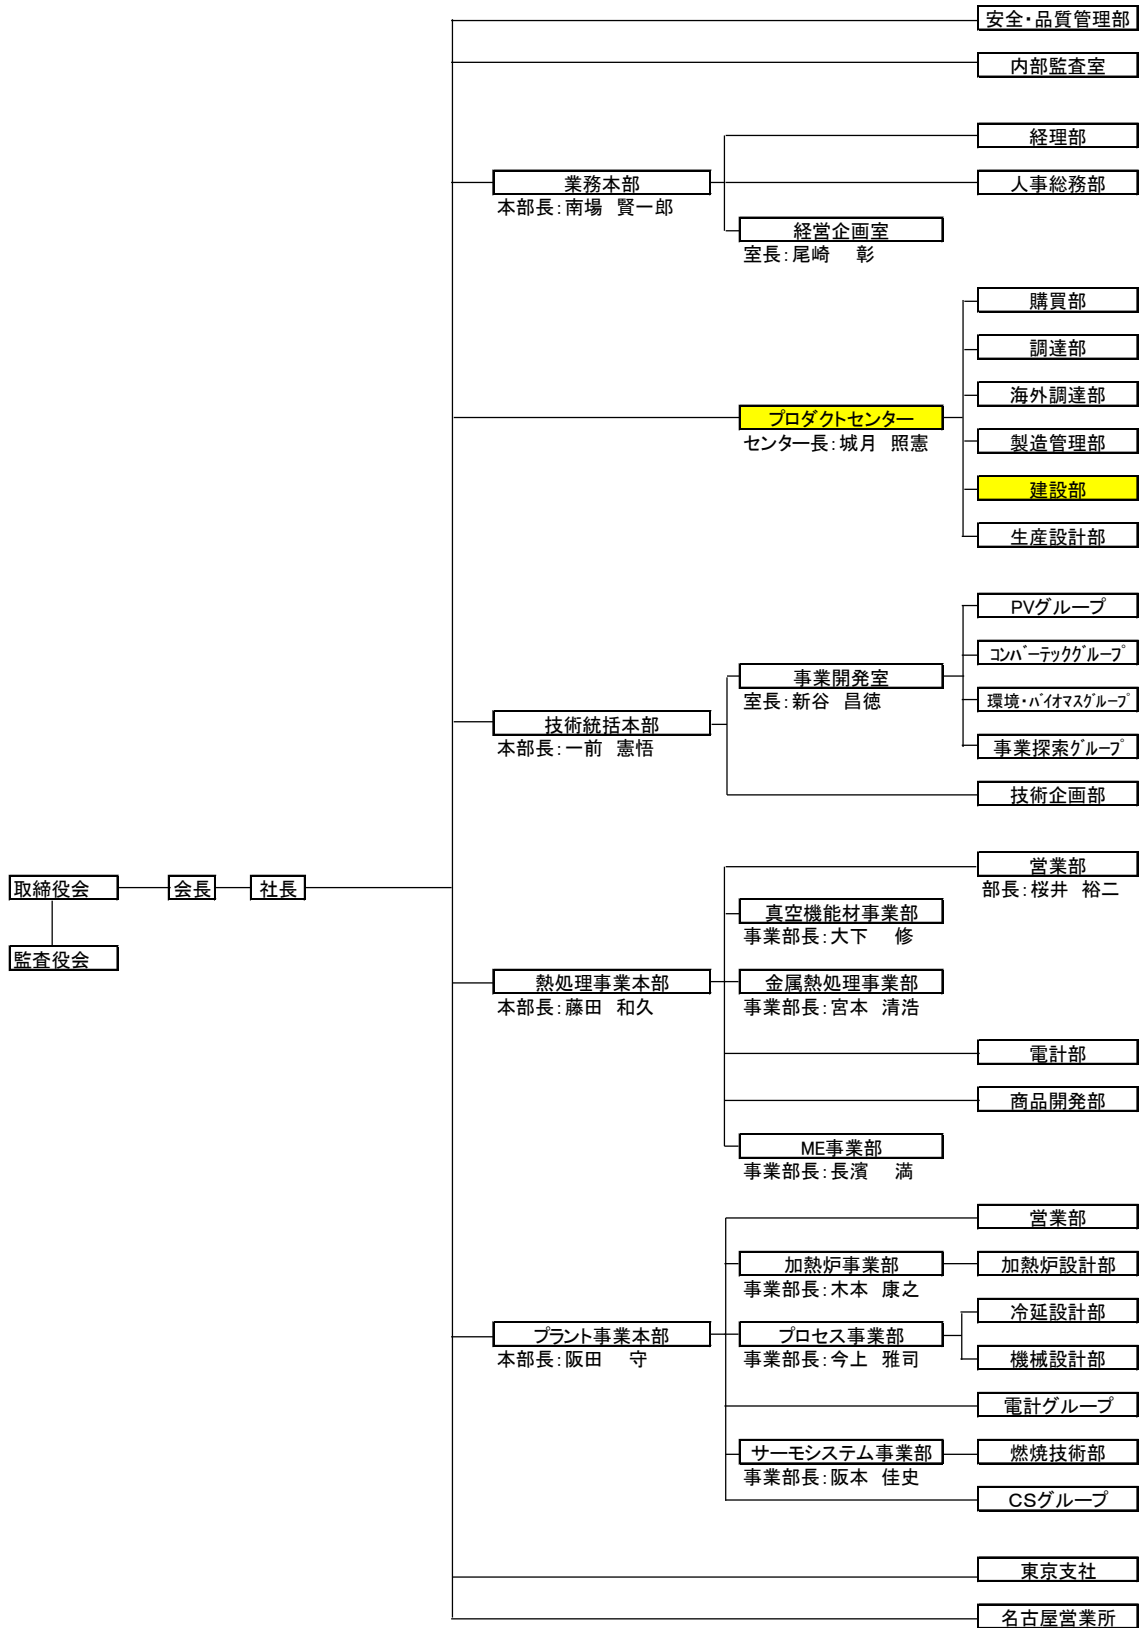 安全・品質管理部
内部監査室
経理部
業務本部
人事総務部
本部長：南場　賢一郎
経営企画室
室長：尾崎　彰
購買部
調達部
海外調達部
プロダクトセンター
センター長：城月　照憲
製造管理部
建設部
生産設計部
PVグループ
コンバーテックグループ
事業開発室
室長：新谷　昌徳
環境・バイオマスグループ
技術統括本部
本部長：一前　憲悟
事業探索グループ
技術企画部
営業部
部長：桜井　裕二
取締役会
会長
社長
監査役会
真空機能材事業部
事業部長：大下　修
熱処理事業本部
本部長：藤田　和久
金属熱処理事業部
事業部長：宮本　清浩
電計部
商品開発部
ME事業部
事業部長：長濱　満
営業部
加熱炉事業部
事業部長：木本　康之
加熱炉設計部
冷延設計部
プラント事業本部
本部長：阪田　守
プロセス事業部
事業部長：今上　雅司
機械設計部
電計グループ
サーモシステム事業部
事業部長：阪本　佳史
燃焼技術部
CSグループ
東京支社
名古屋営業所